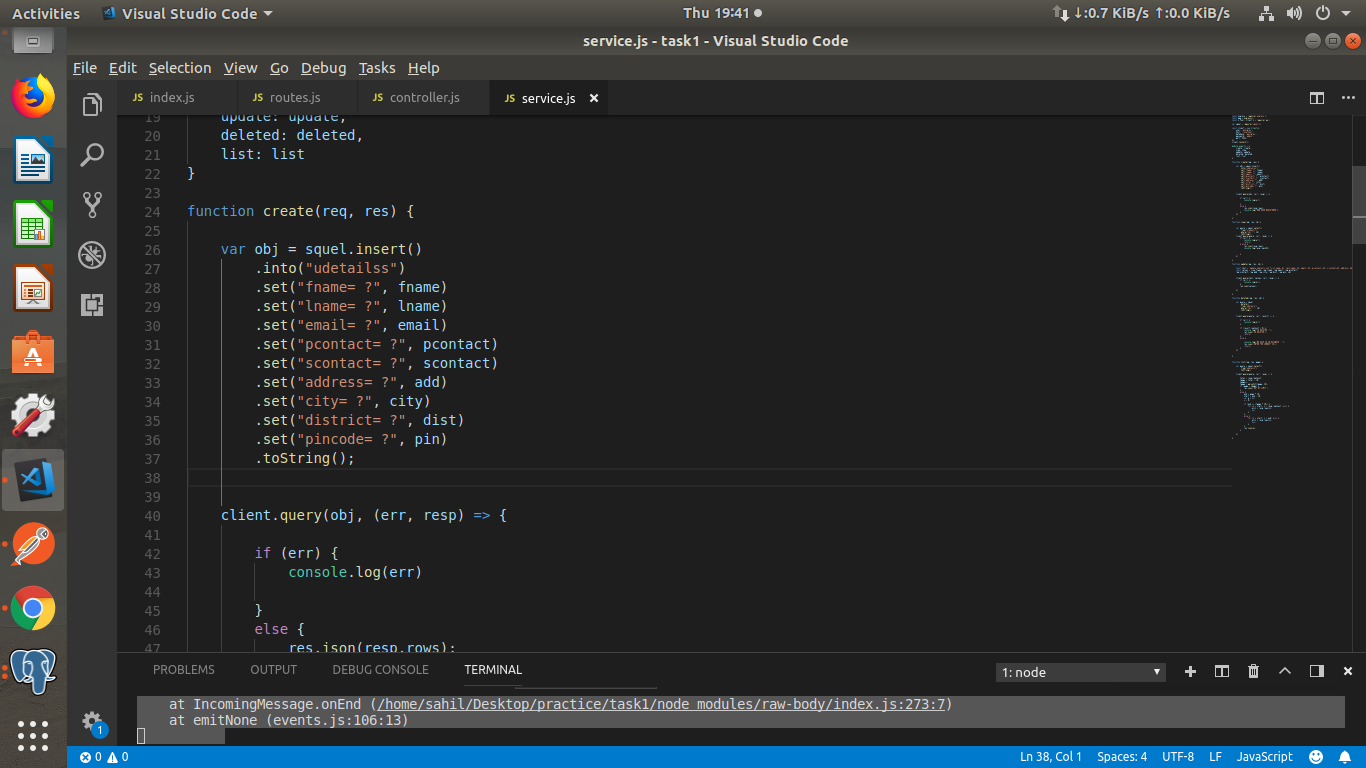 Activities Visual Studio Code Thu 19:41 ↓:0.7 KiB/s ↑:0.0 KiB/s
service.js - task1 - Visual Studio Code
File Edit Selection View Go Debug Tasks Help
JS index.js JS routes.js JS controller.js JS service.js
19 update: update,
20 deleted: deleted,
21 list: list
22 }
23
24 function create(req, res) {
25
26 var obj = squel.insert()
27 .into("udetailss")
28 .set("fname= ?", fname)
29 .set("lname= ?", lname)
30 .set("email= ?", email)
31 .set("pcontact= ?", pcontact)
32 .set("scontact= ?", scontact)
33 .set("address= ?", add)
34 .set("city= ?", city)
35 .set("district= ?", dist)
36 .set("pincode= ?", pin)
37 .toString();
38
39
40 client.query(obj, (err, resp) => {
41
42 if (err) {
43 console.log(err)
44
45 }
46 else {
47 res.json(resp.rows);
PROBLEMS OUTPUT DEBUG CONSOLE TERMINAL 1: node
at IncomingMessage.onEnd (/home/sahil/Desktop/practice/task1/node_modules/raw-body/index.js:273:7)
at emitNone (events.js:106:13)
1
0 0 Ln 38, Col 1 Spaces: 4 UTF-8 LF JavaScript